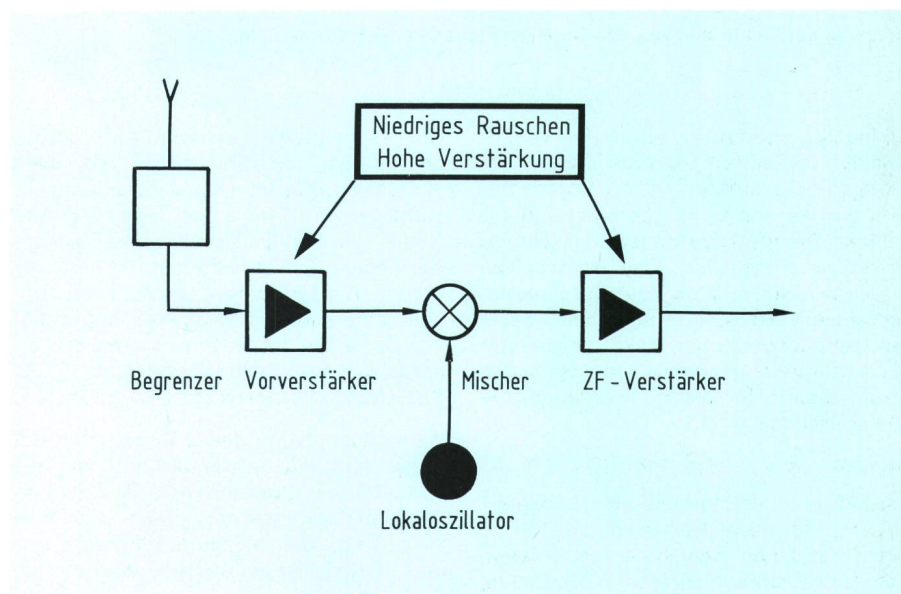 Niedriges Rauschen
Hohe Verstärkung
Begrenzer Vorverstärker Mischer ZF-Verstärker
Lokaloszillator